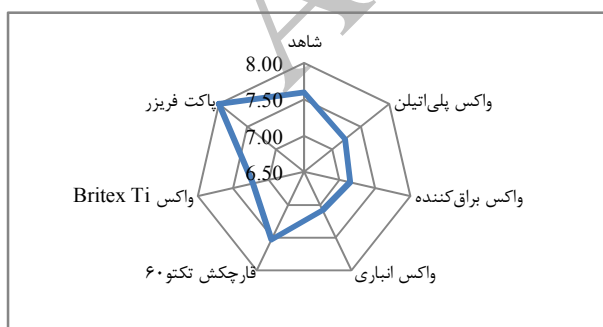 شاهد
8.00
7.50
7.00
6.50
واکس پلی‌اتیلن
واکس براق‌کننده
واکس انباری
قارچکش تکتو۶۰
واکس Britex Ti
پاکت فریزر